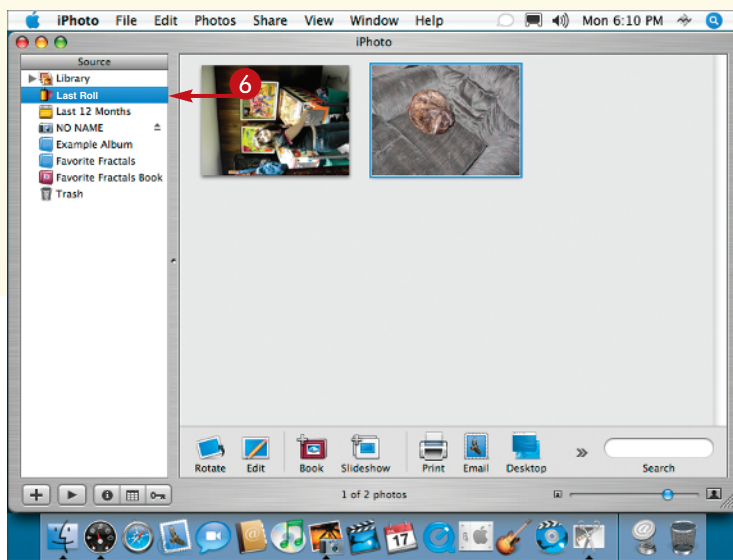 iPhoto File Edit Photos Share View Window Help Mon 6:10 PM
iPhoto
Source
Library
Last Roll
6
Last 12 Months
NO NAME
Example Album
Favorite Fractals
Favorite Fractals Book
Trash
Rotate Edit Book Slideshow Print Email Desktop » Search
1 of 2 photos
17